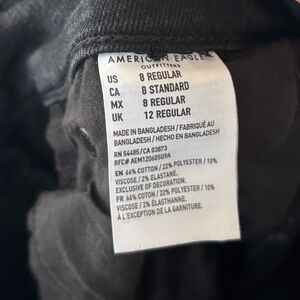 AMERICAN EAGLE
OUTFITTERS
US 8 REGULAR
CA 8 STANDARD
MX 8 REGULAR
UK 12 REGULAR
MADE IN BANGLADESH / FABRIQUÉ AU
BANGLADESH / HECHO EN BANGLADESH
RN 54485/CA 03873
RFC# AEM120605U9A
EN 66% COTTON / 22% POLYESTER / 10%
VISCOSE / 2% ELASTANE.
EXCLUSIVE OF DECORATION.
FR 66% COTON / 22% POLYESTER / 10%
VISCOSE / 2% ÉLASTHANNE.
À L'EXCEPTION DE LA GARNITURE.